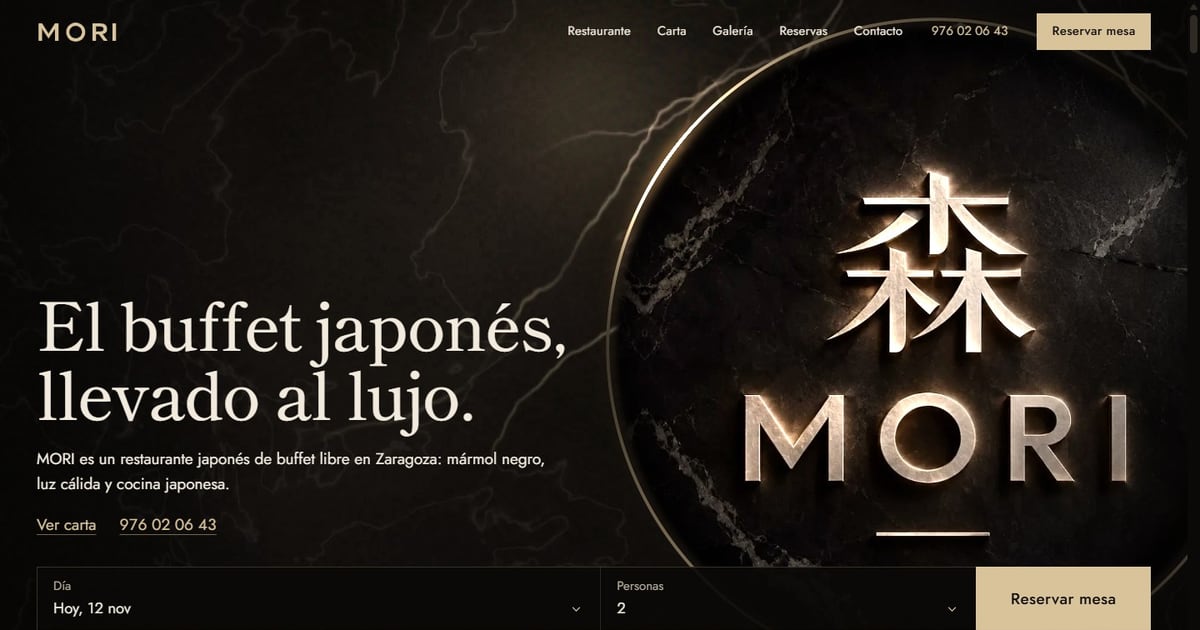 MORI
Restaurante
Carta
Galería
Reservas
Contacto
976 02 06 43
Reservar mesa
森
MORI
El buffet japonés,
llevado al lujo.
MORI es un restaurante japonés de buffet libre en Zaragoza: mármol negro,
luz cálida y cocina japonesa.
Ver carta
976 02 06 43
Día
Hoy, 12 nov
Personas
2
Reservar mesa